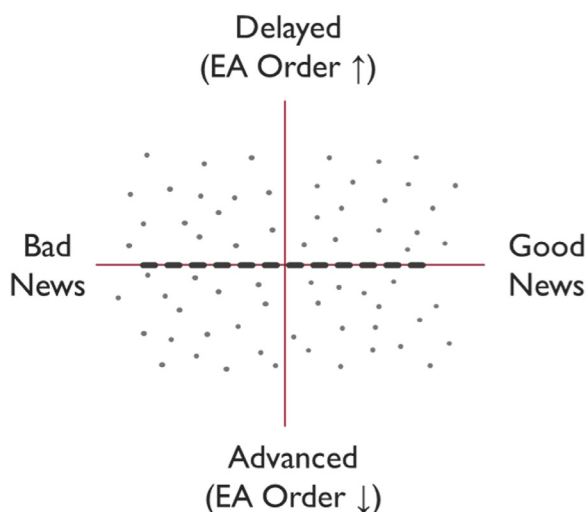 Delayed
(EA Order ↑)
Bad
News
Good
News
Advanced
(EA Order ↓)